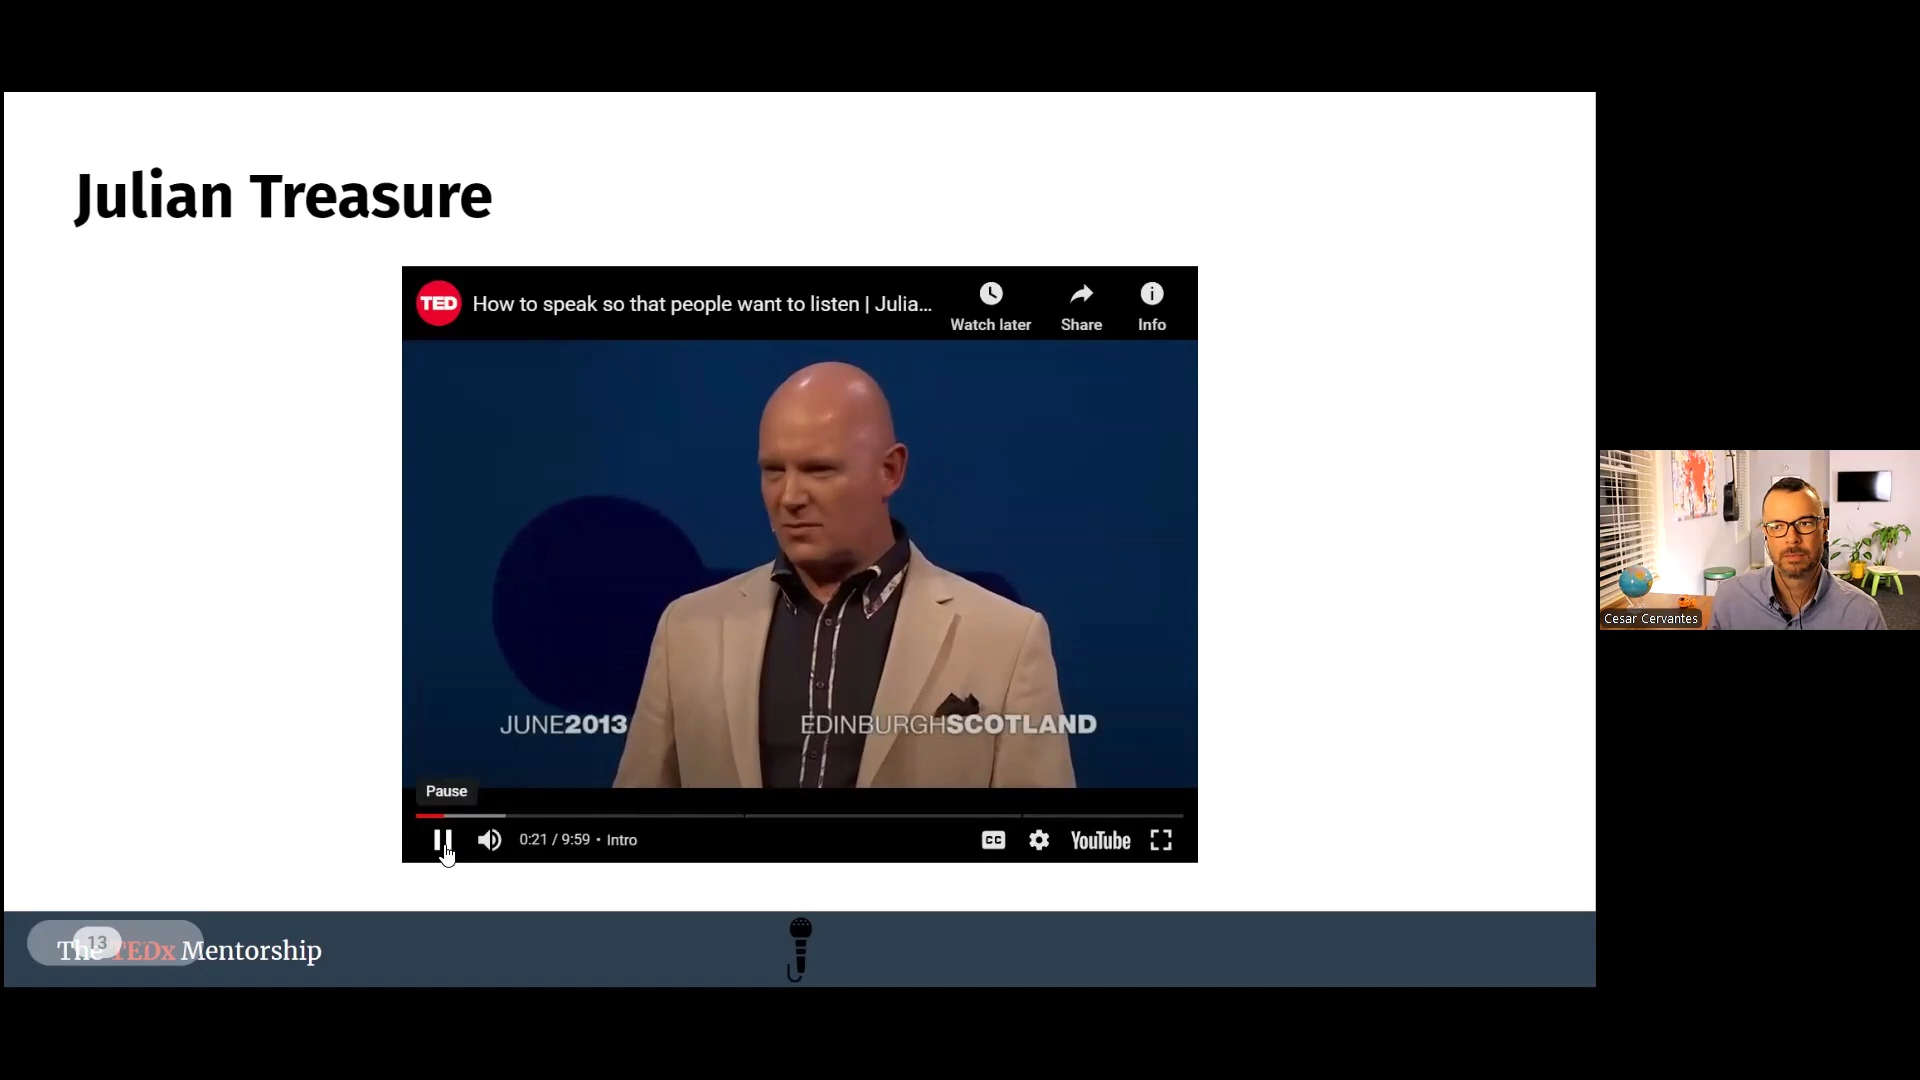 Julian Treasure
TED
How to speak so that people want to listen | Julia...
Watch later
Share
Info
JUNE2013
EDINBURGHSCOTLAND
Pause
0:21 / 9:59 • Intro
CC
YouTube
Cesar Cervantes
13
The TEDx Mentorship